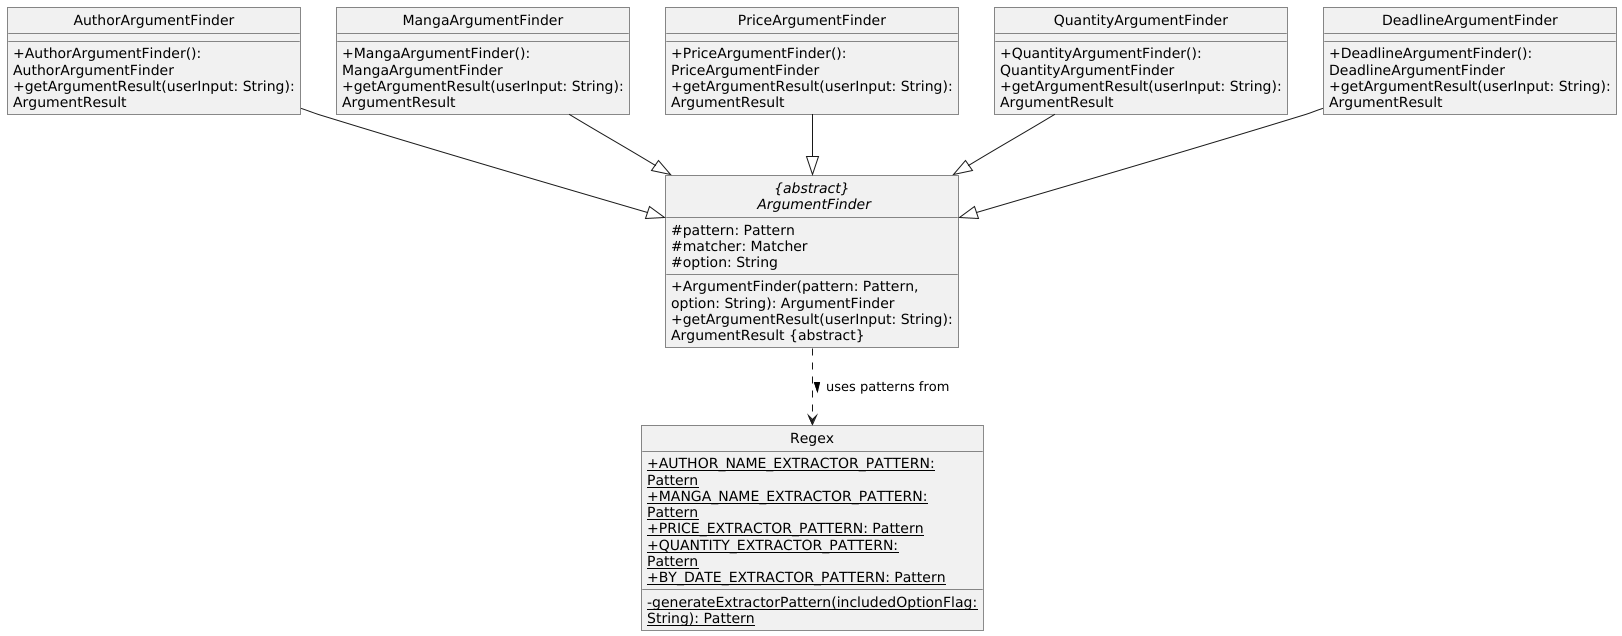 AuthorArgumentFinder
+AuthorArgumentFinder():
AuthorArgumentFinder
+getArgumentResult(userInput: String):
ArgumentResult
MangaArgumentFinder
+MangaArgumentFinder():
MangaArgumentFinder
+getArgumentResult(userInput: String):
ArgumentResult
PriceArgumentFinder
+PriceArgumentFinder():
PriceArgumentFinder
+getArgumentResult(userInput: String):
ArgumentResult
QuantityArgumentFinder
+QuantityArgumentFinder():
QuantityArgumentFinder
+getArgumentResult(userInput: String):
ArgumentResult
DeadlineArgumentFinder
+DeadlineArgumentFinder():
DeadlineArgumentFinder
+getArgumentResult(userInput: String):
ArgumentResult
{abstract}
ArgumentFinder
#pattern: Pattern
#matcher: Matcher
#option: String
+ArgumentFinder(pattern: Pattern,
option: String): ArgumentFinder
+getArgumentResult(userInput: String):
ArgumentResult {abstract}
uses patterns from
Regex
+AUTHOR_NAME_EXTRACTOR_PATTERN:
Pattern
+MANGA_NAME_EXTRACTOR_PATTERN:
Pattern
+PRICE_EXTRACTOR_PATTERN: Pattern
+QUANTITY_EXTRACTOR_PATTERN:
Pattern
+BY_DATE_EXTRACTOR_PATTERN: Pattern
-generateExtractorPattern(includedOptionFlag:
String): Pattern